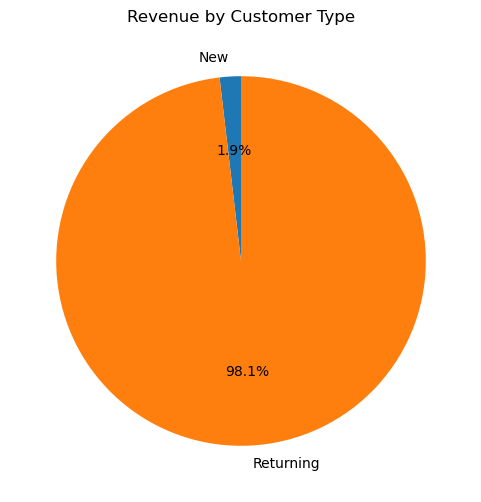 Revenue by Customer Type
New
1.9%
98.1%
Returning